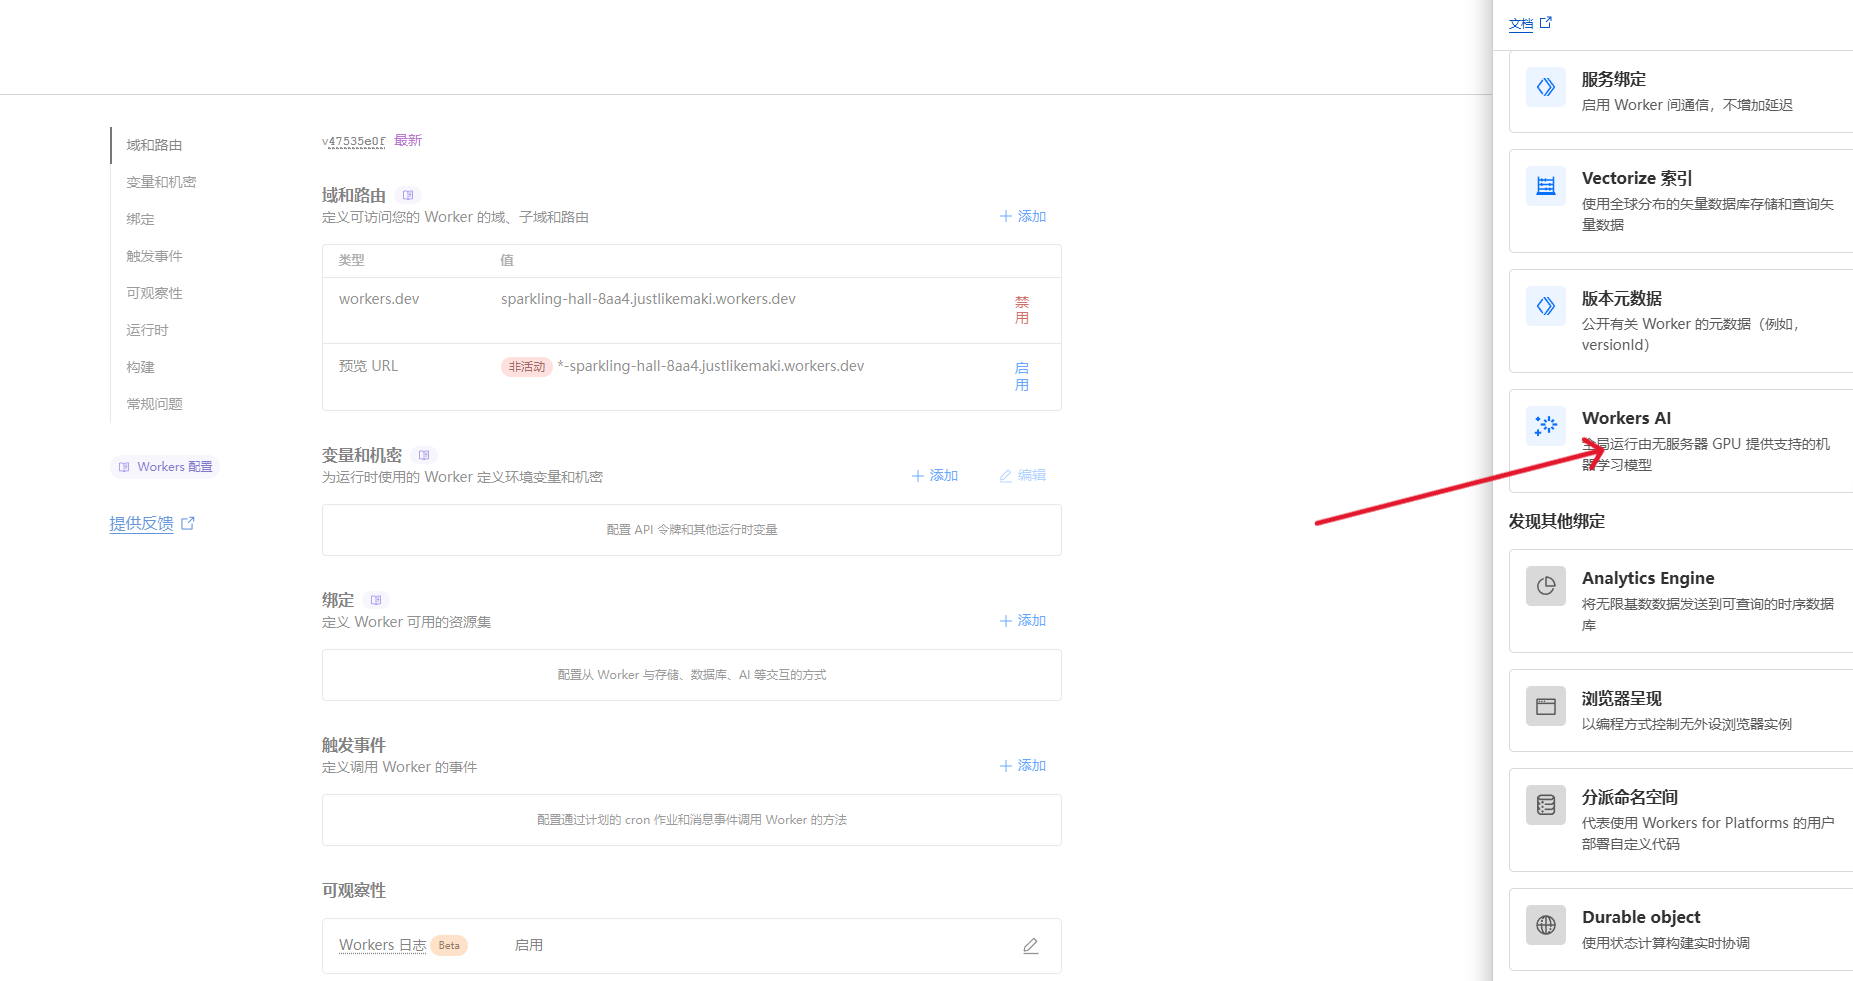 域和路由
变量和机密
绑定
触发事件
可观察性
运行时
构建
常规问题
Workers 配置
提供反馈
v47535e0f 最新
域和路由
定义可访问您的 Worker 的域、子域和路由
添加
类型 值
workers.dev sparkling-hall-8aa4.justlikemaki.workers.dev 禁用
预览 URL 非活动 *-sparkling-hall-8aa4.justlikemaki.workers.dev 启用
变量和机密
为运行时使用的 Worker 定义环境变量和机密
添加 编辑
配置 API 令牌和其他运行时变量
绑定
定义 Worker 可用的资源集
添加
配置从 Worker 与存储、数据库、AI 等交互的方式
触发事件
定义调用 Worker 的事件
添加
配置通过计划的 cron 作业和消息事件调用 Worker 的方法
可观察性
Workers 日志 Beta 启用
文档
服务绑定
启用 Worker 间通信，不增加延迟
Vectorize 索引
使用全球分布的矢量数据库存储和查询矢
量数据
版本元数据
公开有关 Worker 的元数据（例如，
versionId）
Workers AI
全局运行由无服务器 GPU 提供支持的机
器学习模型
发现其他绑定
Analytics Engine
将无限基数数据发送到可查询的时序数据
库
浏览器呈现
以编程方式控制无外设浏览器实例
分派命名空间
代表使用 Workers for Platforms 的用户
部署自定义代码
Durable object
使用状态计算构建实时协调